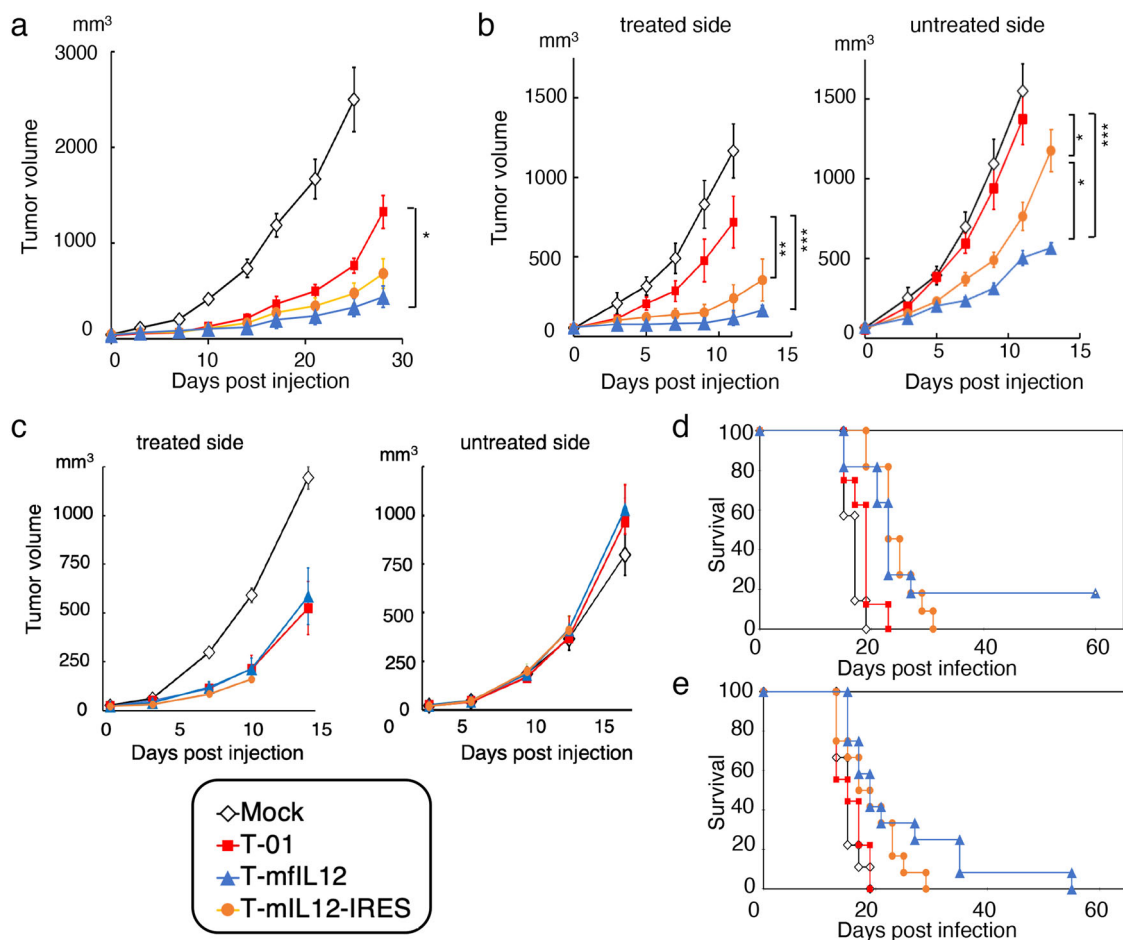 a
mm3
3000
2000
1000
0
Tumor volume
0 10 20 30
Days post injection
*
b
treated side
mm3
1500
1000
500
0
Tumor volume
0 5 10 15
Days post injection
**
***
untreated side
mm3
1500
1000
500
0
0 5 10 15
Days post injection
*
*
***
c
treated side
mm3
1000
750
500
250
0
Tumor volume
0 5 10 15
Days post injection
untreated side
mm3
1000
750
500
250
0
0 5 10 15
Days post injection
Mock
T-01
T-mfIL12
T-mIL12-IRES
d
100
80
60
40
20
0
Survival
0 20 40 60
Days post infection
e
100
80
60
40
20
0
Survival
0 20 40 60
Days post infection